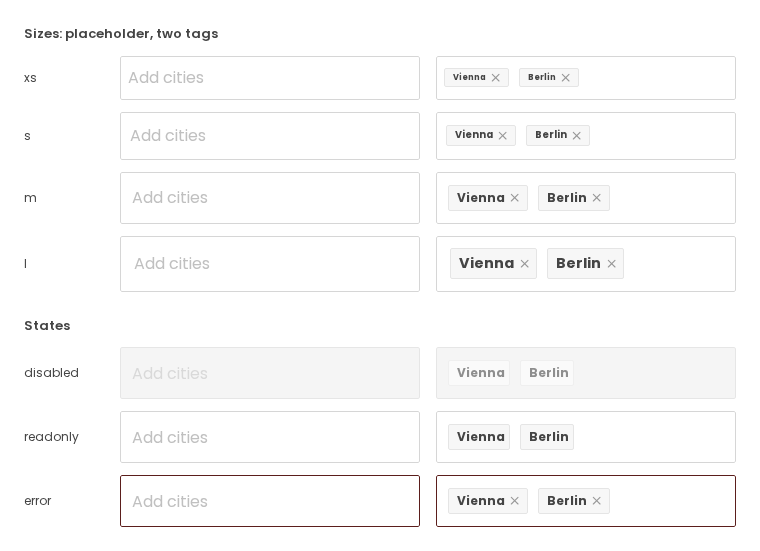 Sizes: placeholder, two tags
xs Add cities Vienna Berlin
s Add cities Vienna Berlin
m Add cities Vienna Berlin
l Add cities Vienna Berlin
States
disabled Add cities Vienna Berlin
readonly Add cities Vienna Berlin
error Add cities Vienna Berlin